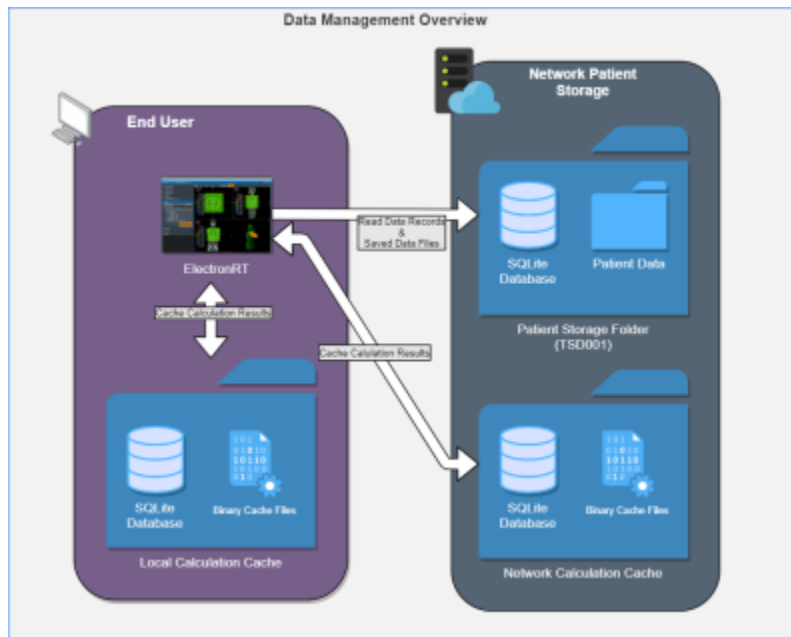 Data Management Overview
End User
ElectronRT
Cache Calculation Results
SQLite
Database
Binary Cache Files
Local Calculation Cache
Read Data Records
&
Saved Data Files
Cache Calulation Results
Network Patient
Storage
SQLite
Database
Patient Data
Patient Storage Folder
(TSD001)
SQLite
Database
Binary Cache Files
Network Calculation Cache